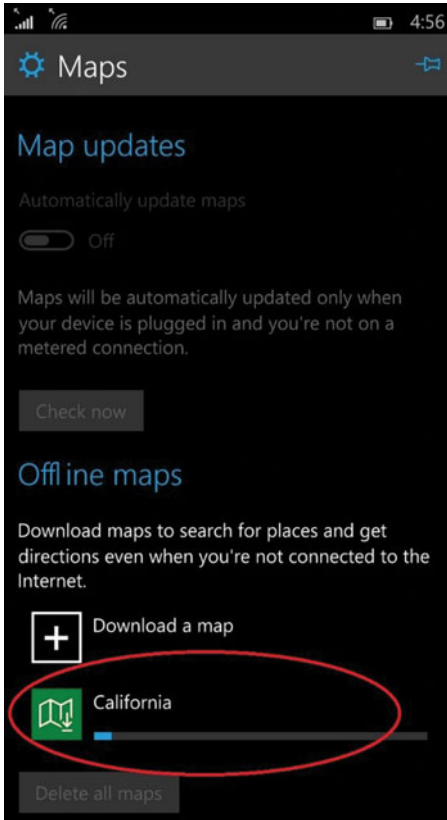 4:56
Maps
Map updates
Automatically update maps
Off
Maps will be automatically updated only when
your device is plugged in and you're not on a
metered connection.
Check now
Offline maps
Download maps to search for places and get
directions even when you're not connected to the
Internet.
Download a map
California
Delete all maps